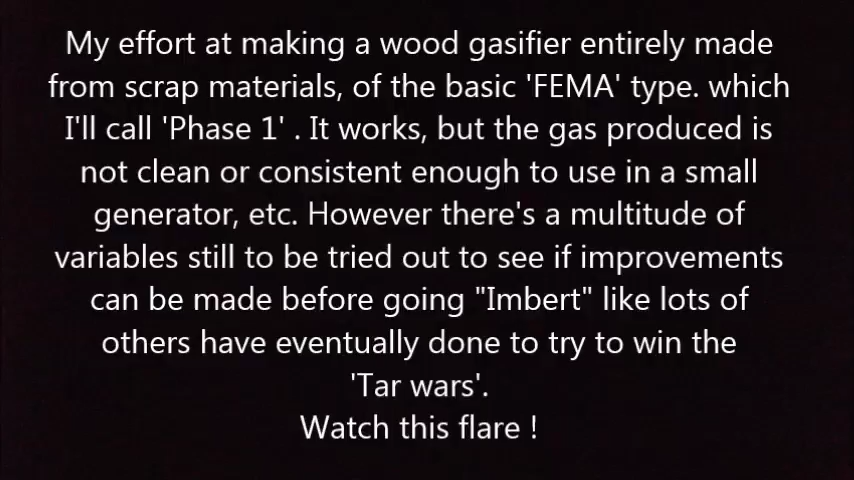 My effort at making a wood gasifier entirely made
from scrap materials, of the basic 'FEMA' type. which
I'll call 'Phase 1' . It works, but the gas produced is
not clean or consistent enough to use in a small
generator, etc. However there's a multitude of
variables still to be tried out to see if improvements
can be made before going "Imbert" like lots of
others have eventually done to try to win the
'Tar wars'.
Watch this flare !